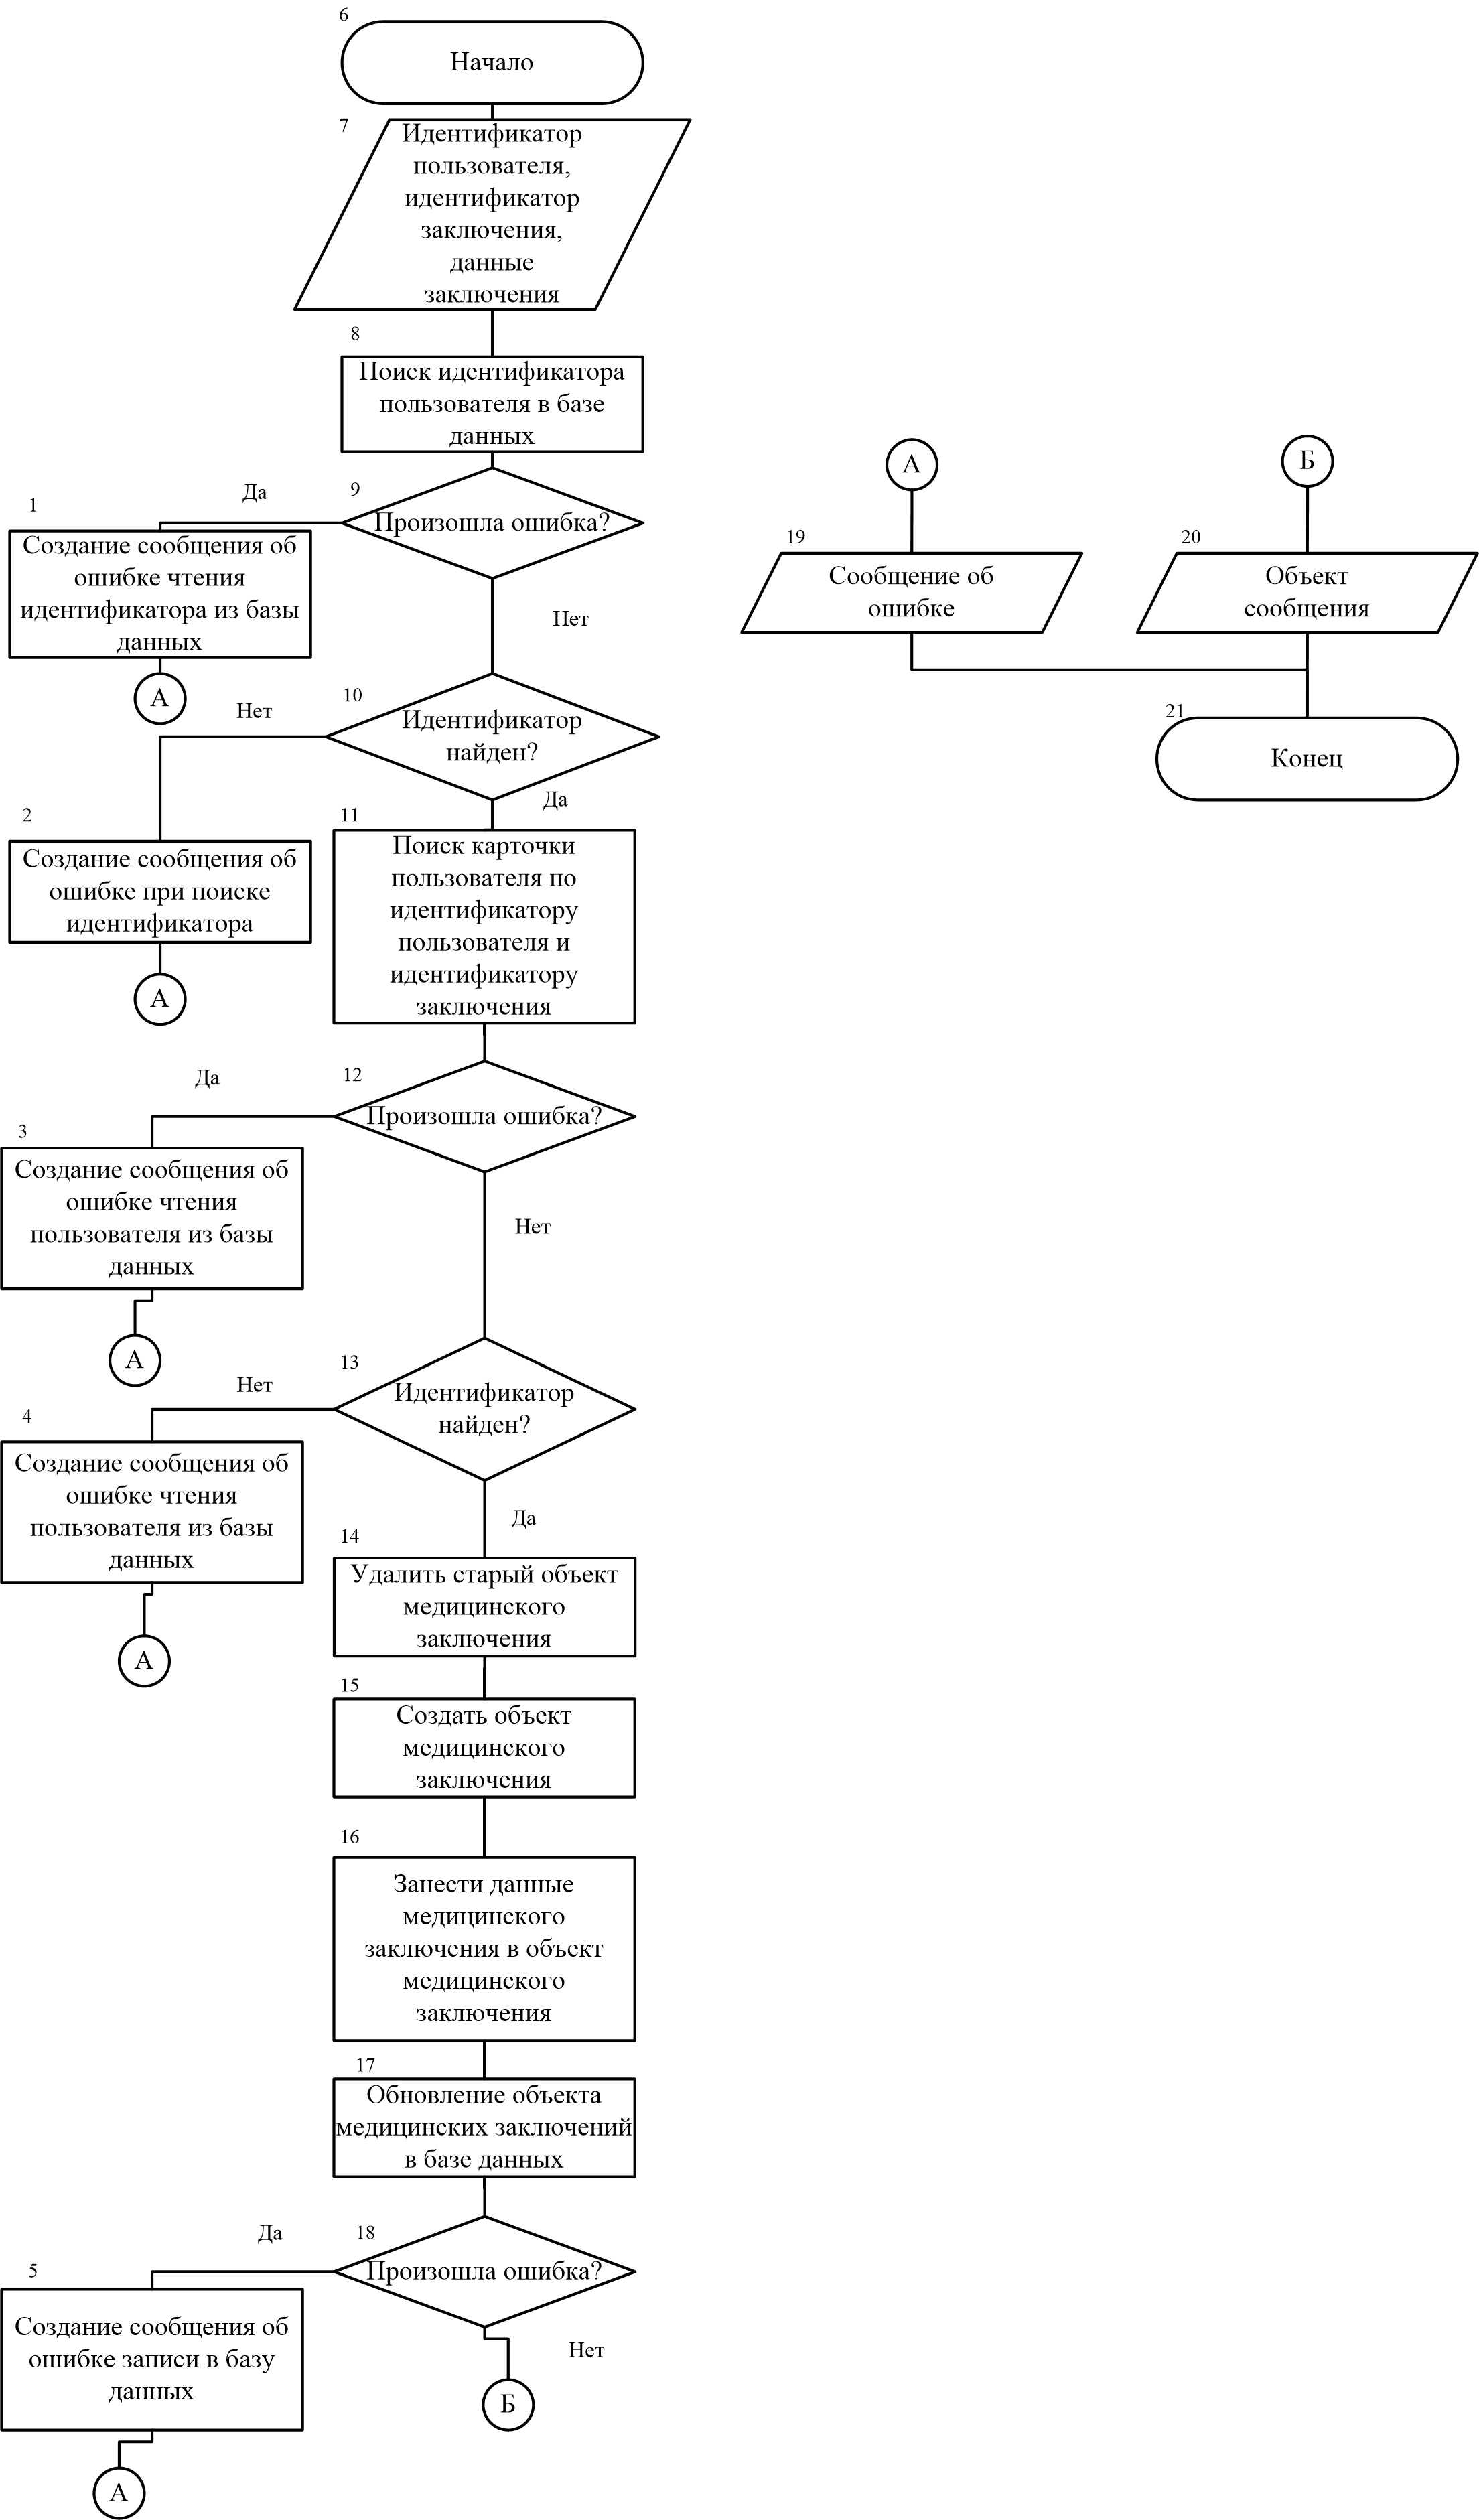 6
Начало
7
Идентификатор
пользователя,
идентификатор
заключения,
данные
заключения
8
Поиск идентификатора
пользователя в базе
данных
9
Произошла ошибка?
Да
1
Создание сообщения об
ошибке чтения
идентификатора из базы
данных
А
Нет
10
Идентификатор
найден?
Нет
2
Создание сообщения об
ошибке при поиске
идентификатора
А
Да
11
Поиск карточки
пользователя по
идентификатору
пользователя и
идентификатору
заключения
12
Произошла ошибка?
Да
3
Создание сообщения об
ошибке чтения
пользователя из базы
данных
А
Нет
13
Идентификатор
найден?
Нет
4
Создание сообщения об
ошибке чтения
пользователя из базы
данных
А
Да
14
Удалить старый объект
медицинского
заключения
15
Создать объект
медицинского
заключения
16
Занести данные
медицинского
заключения в объект
медицинского
заключения
17
Обновление объекта
медицинских заключений
в базе данных
18
Произошла ошибка?
Да
5
Создание сообщения об
ошибке записи в базу
данных
А
Нет
Б
А
19
Сообщение об
ошибке
Б
20
Объект
сообщения
21
Конец